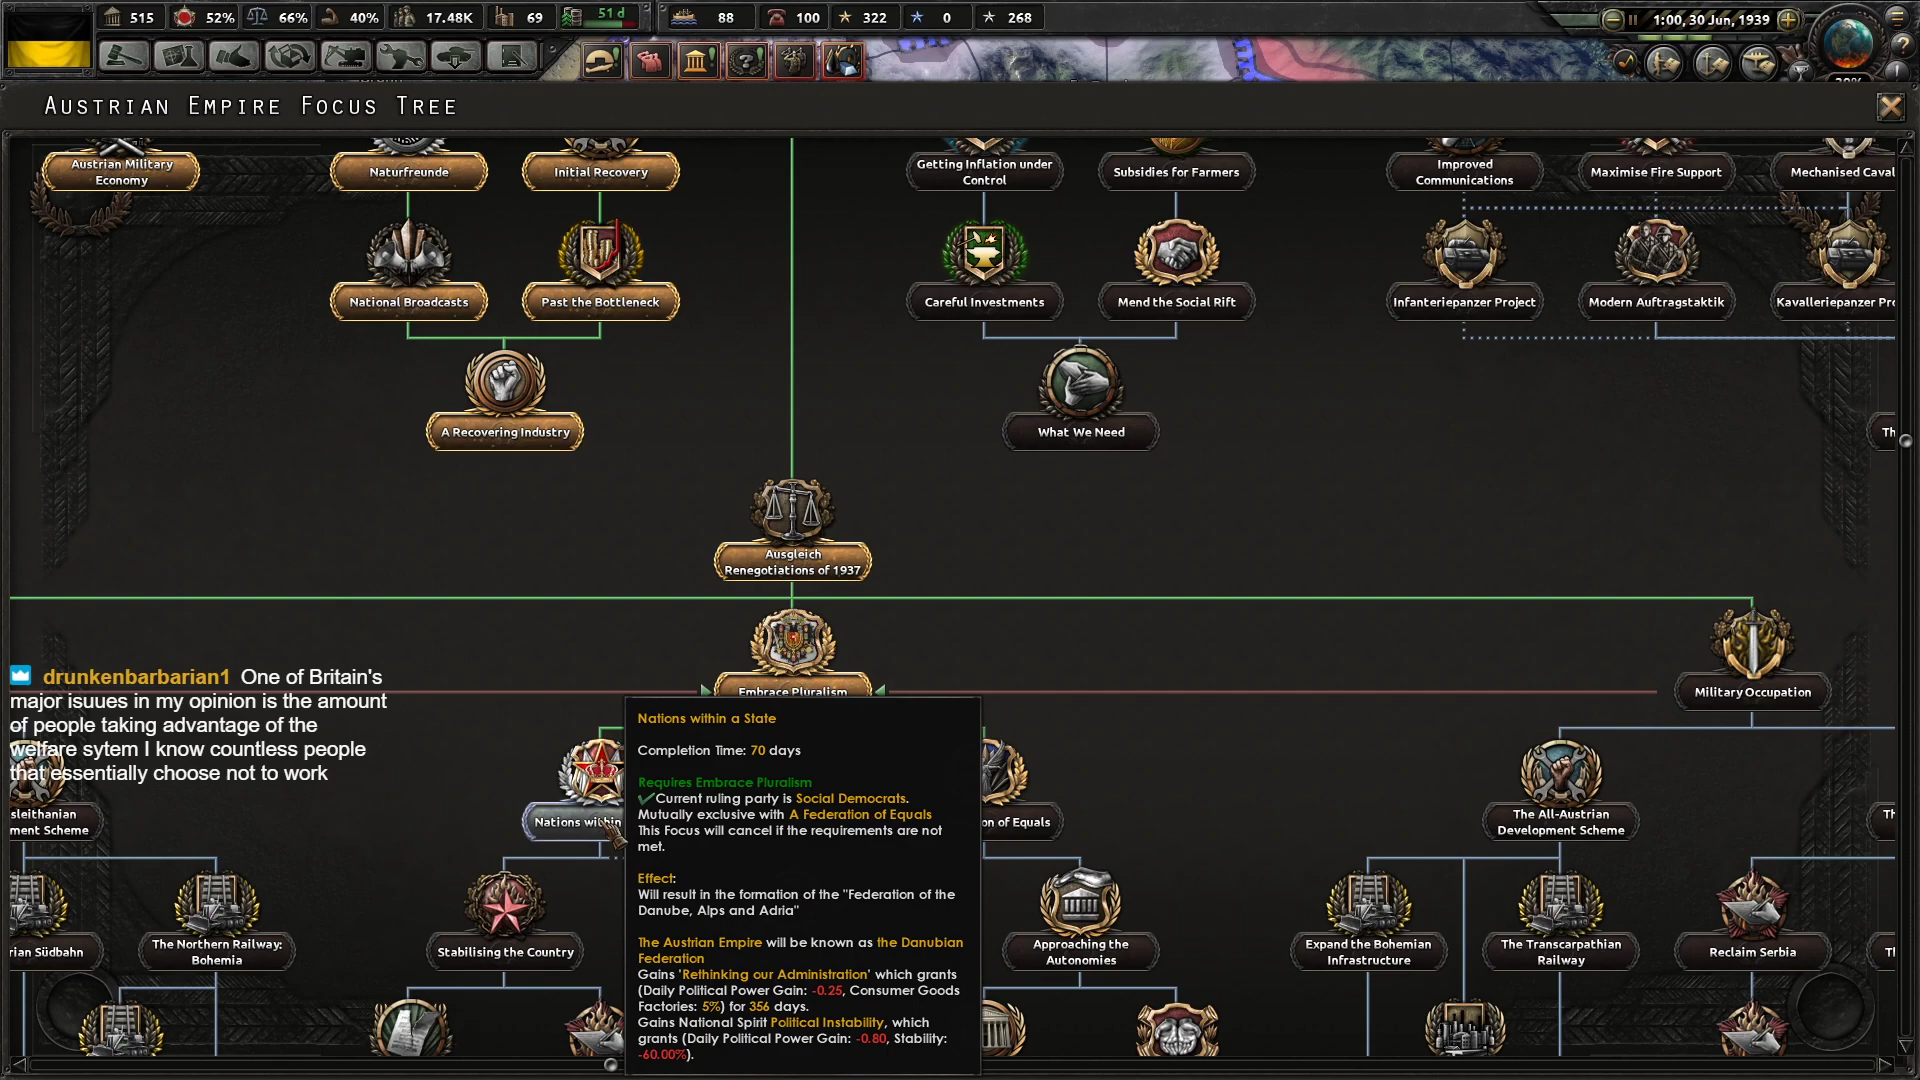 515
52%
66%
40%
17.48K
69
51 d
88
100
322
0
268
1:00, 30 Jun, 1939
Austrian Empire Focus Tree
Austrian Military
Economy
Naturfreunde
Initial Recovery
Getting Inflation under
Control
Subsidies for Farmers
Improved
Communications
Maximise Fire Support
Mechanised Caval
National Broadcasts
Past the Bottleneck
Careful Investments
Mend the Social Rift
Infanteriepanzer Project
Modern Auftragstaktik
Kavalleriepanzer Pro
A Recovering Industry
What We Need
Th
Ausgleich
Renegotiations of 1937
Embrace Pluralism
Military Occupation
drunkenbarbarian1 One of Britain's
major isuues in my opinion is the amount
of people taking advantage of the
welfare sytem I know countless people
that essentially choose not to work
sleithanian
ment Scheme
Nations within
on of Equals
The All-Austrian
Development Scheme
Th
rian Südbahn
The Northern Railway:
Bohemia
Stabilising the Country
Approaching the
Autonomies
Expand the Bohemian
Infrastructure
The Transcarpathian
Railway
Reclaim Serbia
Th
Nations within a State
Completion Time: 70 days
Requires Embrace Pluralism
Current ruling party is Social Democrats.
Mutually exclusive with A Federation of Equals
This Focus will cancel if the requirements are not
met.
Effect:
Will result in the formation of the "Federation of the
Danube, Alps and Adria"
The Austrian Empire will be known as the Danubian
Federation
Gains 'Rethinking our Administration' which grants
(Daily Political Power Gain: -0.25, Consumer Goods
Factories: 5%) for 356 days.
Gains National Spirit Political Instability, which
grants (Daily Political Power Gain: -0.80, Stability:
-60.00%).